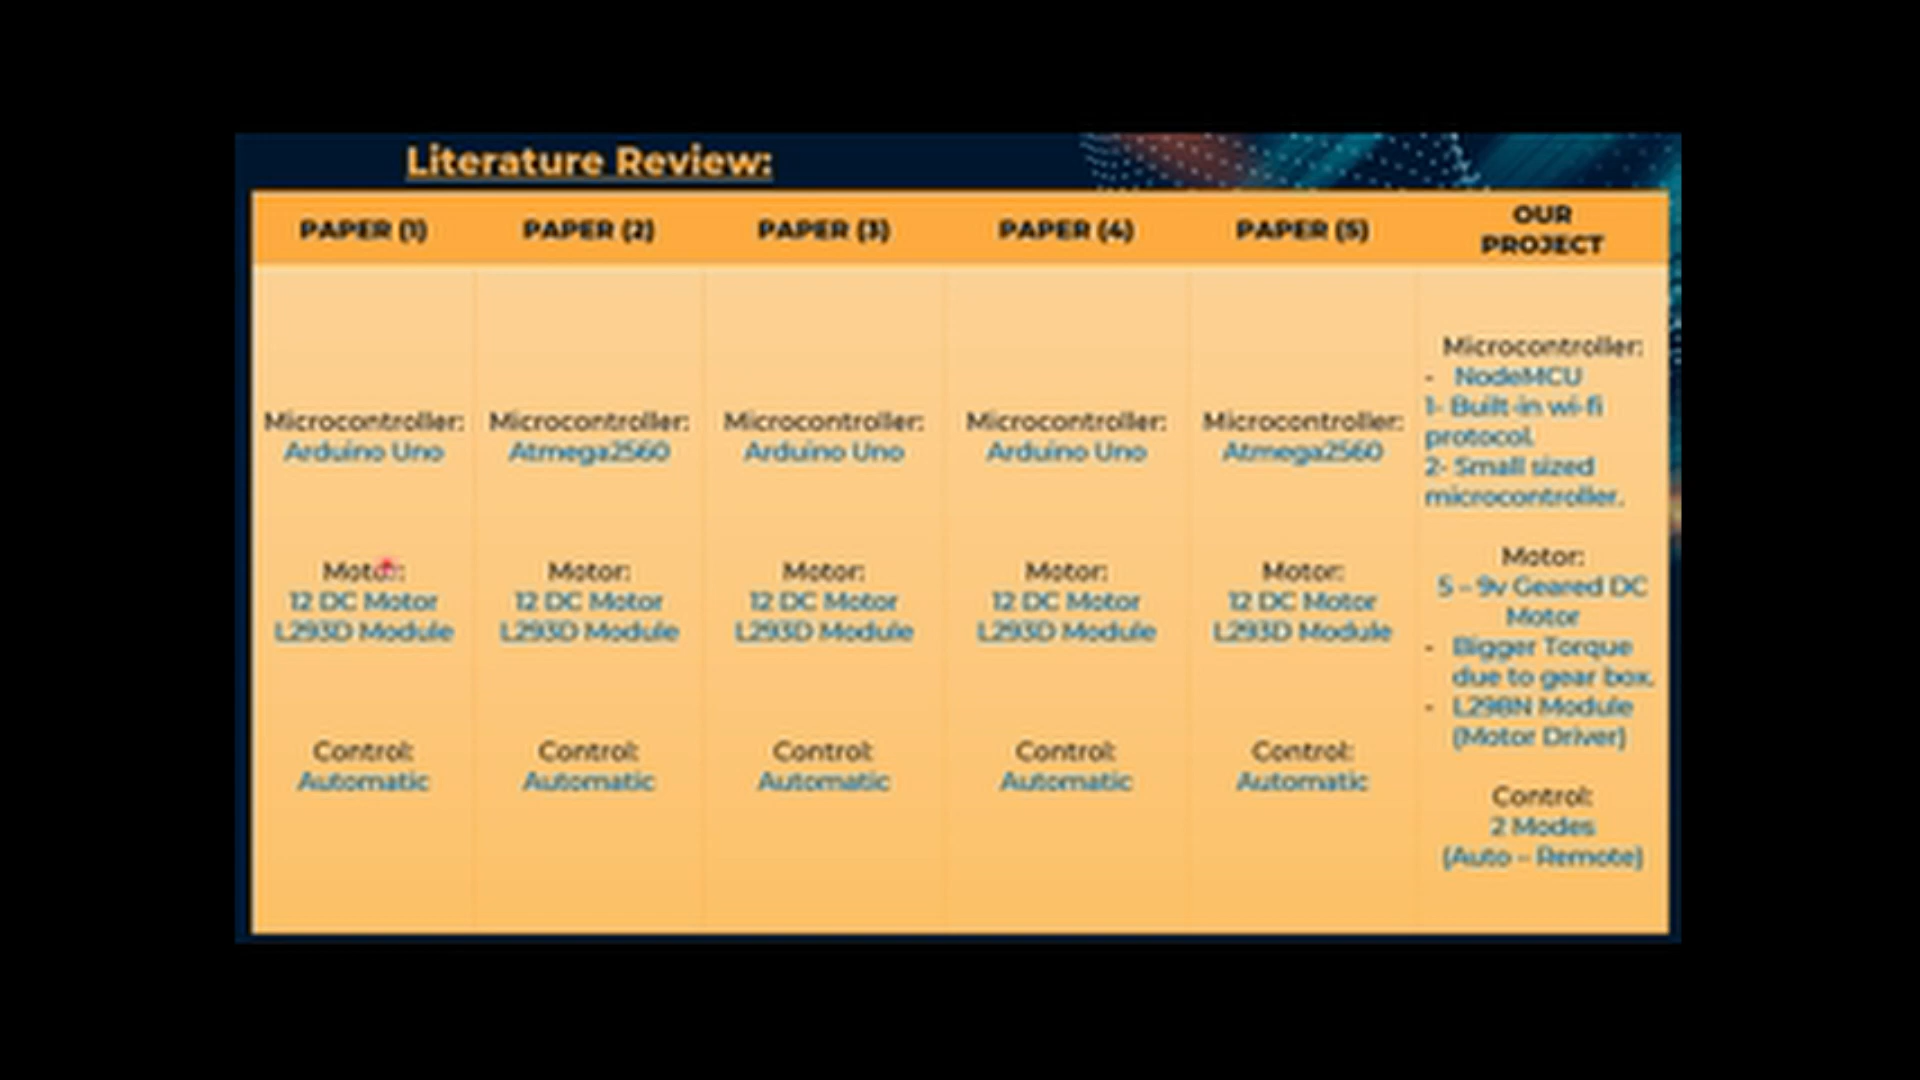 Literature Review:
PAPER (1)
PAPER (2)
PAPER (3)
PAPER (4)
PAPER (5)
OUR
PROJECT
Microcontroller:
Arduino Uno
Motor:
12 DC Motor
L293D Module
Control:
Automatic
Microcontroller:
Atmega2560
Motor:
12 DC Motor
L293D Module
Control:
Automatic
Microcontroller:
Arduino Uno
Motor:
12 DC Motor
L293D Module
Control:
Automatic
Microcontroller:
Arduino Uno
Motor:
12 DC Motor
L293D Module
Control:
Automatic
Microcontroller:
Atmega2560
Motor:
12 DC Motor
L293D Module
Control:
Automatic
Microcontroller:
- NodeMCU
1- Built-in wi-fi
protocol.
2- Small sized
microcontroller.
Motor:
5 – 9v Geared DC
Motor
- Bigger Torque
due to gear box.
- L298N Module
(Motor Driver)
Control:
2 Modes
(Auto – Remote)